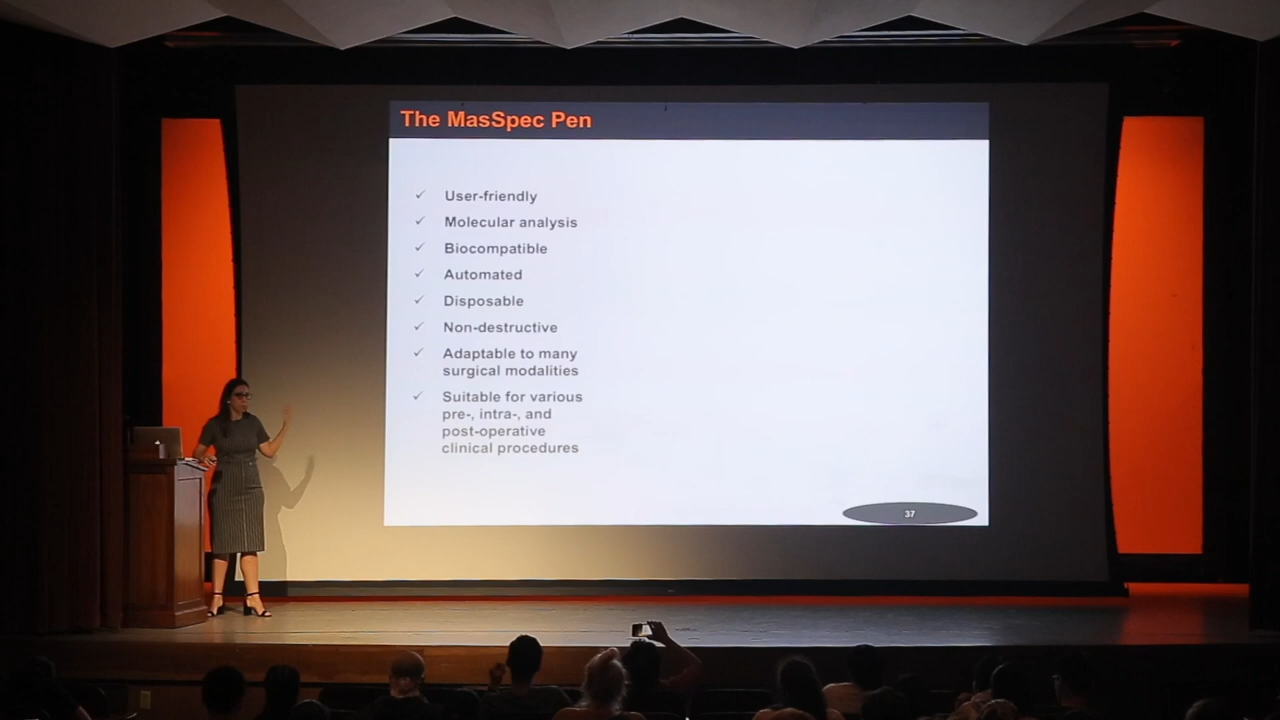 The MasSpec Pen
✓ User-friendly
✓ Molecular analysis
✓ Biocompatible
✓ Automated
✓ Disposable
✓ Non-destructive
✓ Adaptable to many
surgical modalities
✓ Suitable for various
pre-, intra-, and
post-operative
clinical procedures
37